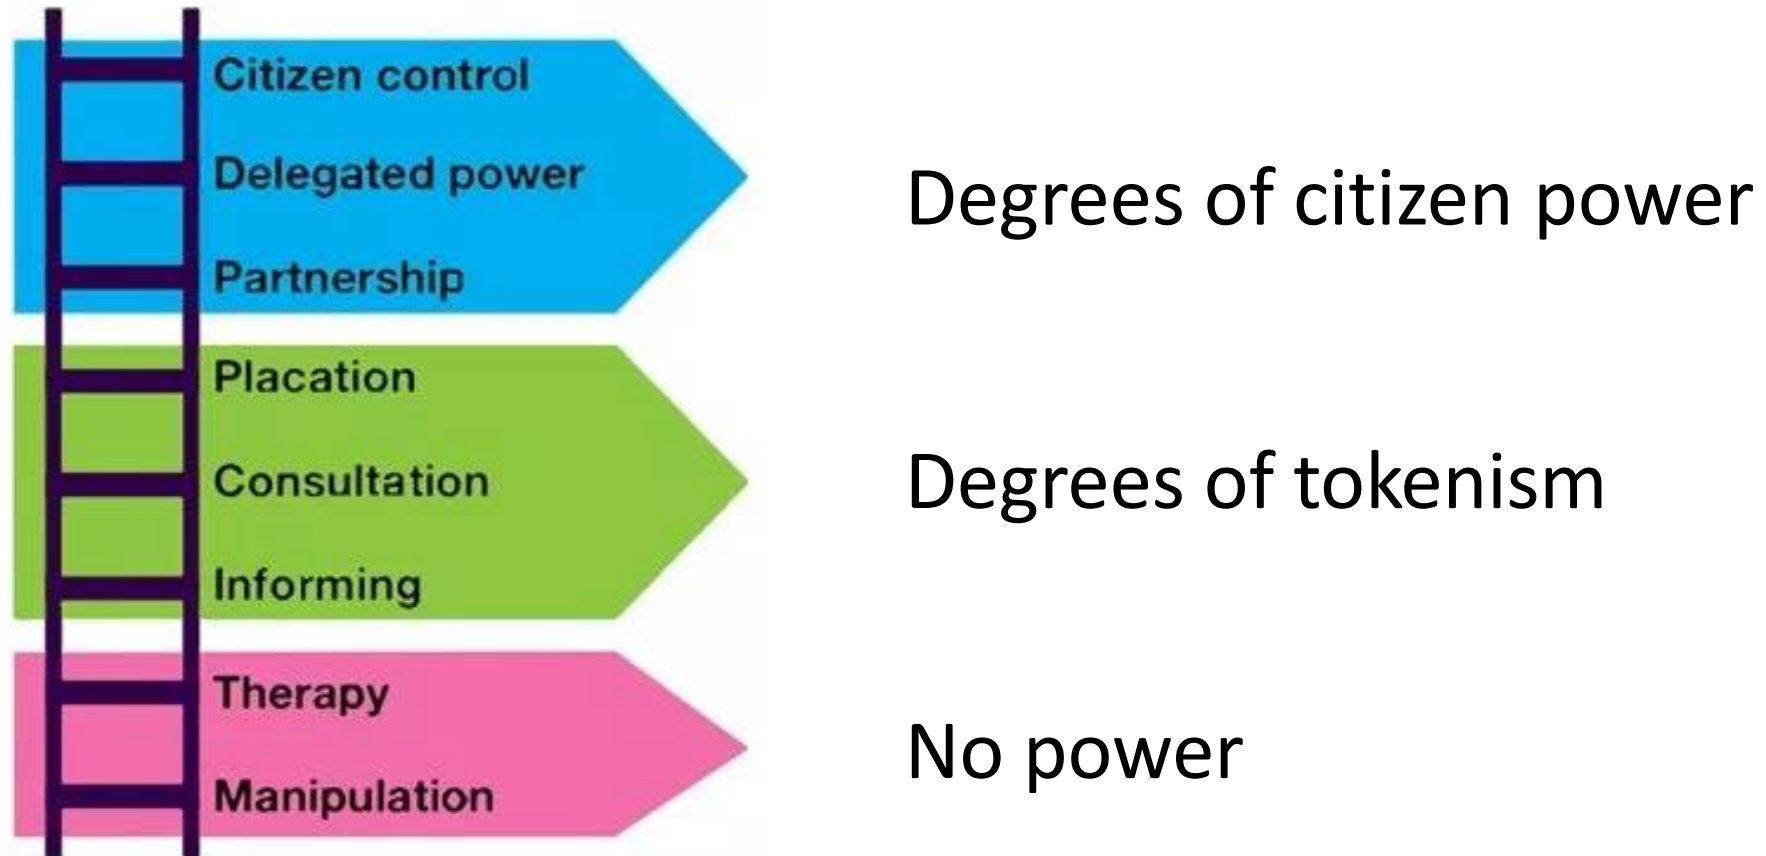 Citizen control
Delegated power
Partnership
Degrees of citizen power
Placation
Consultation
Informing
Degrees of tokenism
Therapy
Manipulation
No power